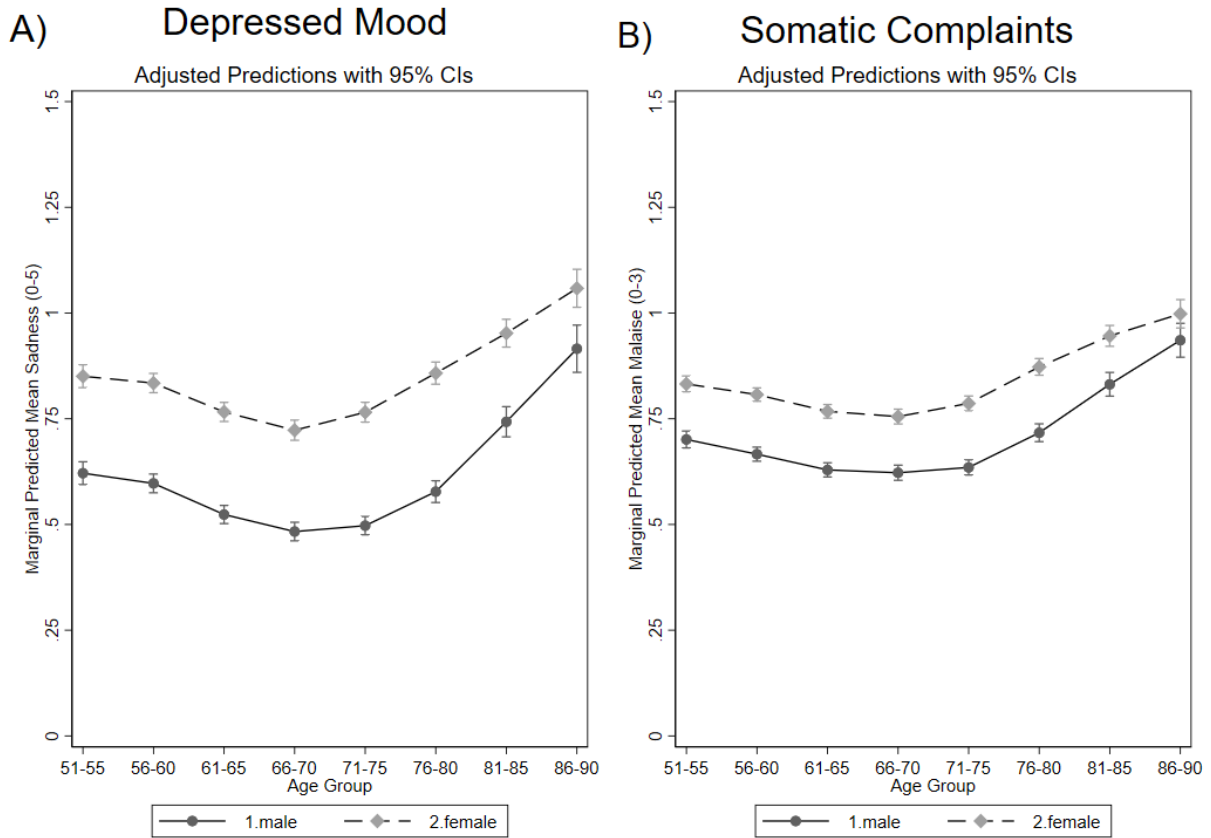 A) Depressed Mood
Adjusted Predictions with 95% CIs
Marginal Predicted Mean Sadness (0-5)
1.5
1.25
1
.75
.5
.25
0
51-55 56-60 61-65 66-70 71-75 76-80 81-85 86-90
Age Group
1.male 2.female
B) Somatic Complaints
Adjusted Predictions with 95% CIs
Marginal Predicted Mean Malaise (0-3)
1.5
1.25
1
.75
.5
.25
0
51-55 56-60 61-65 66-70 71-75 76-80 81-85 86-90
Age Group
1.male 2.female